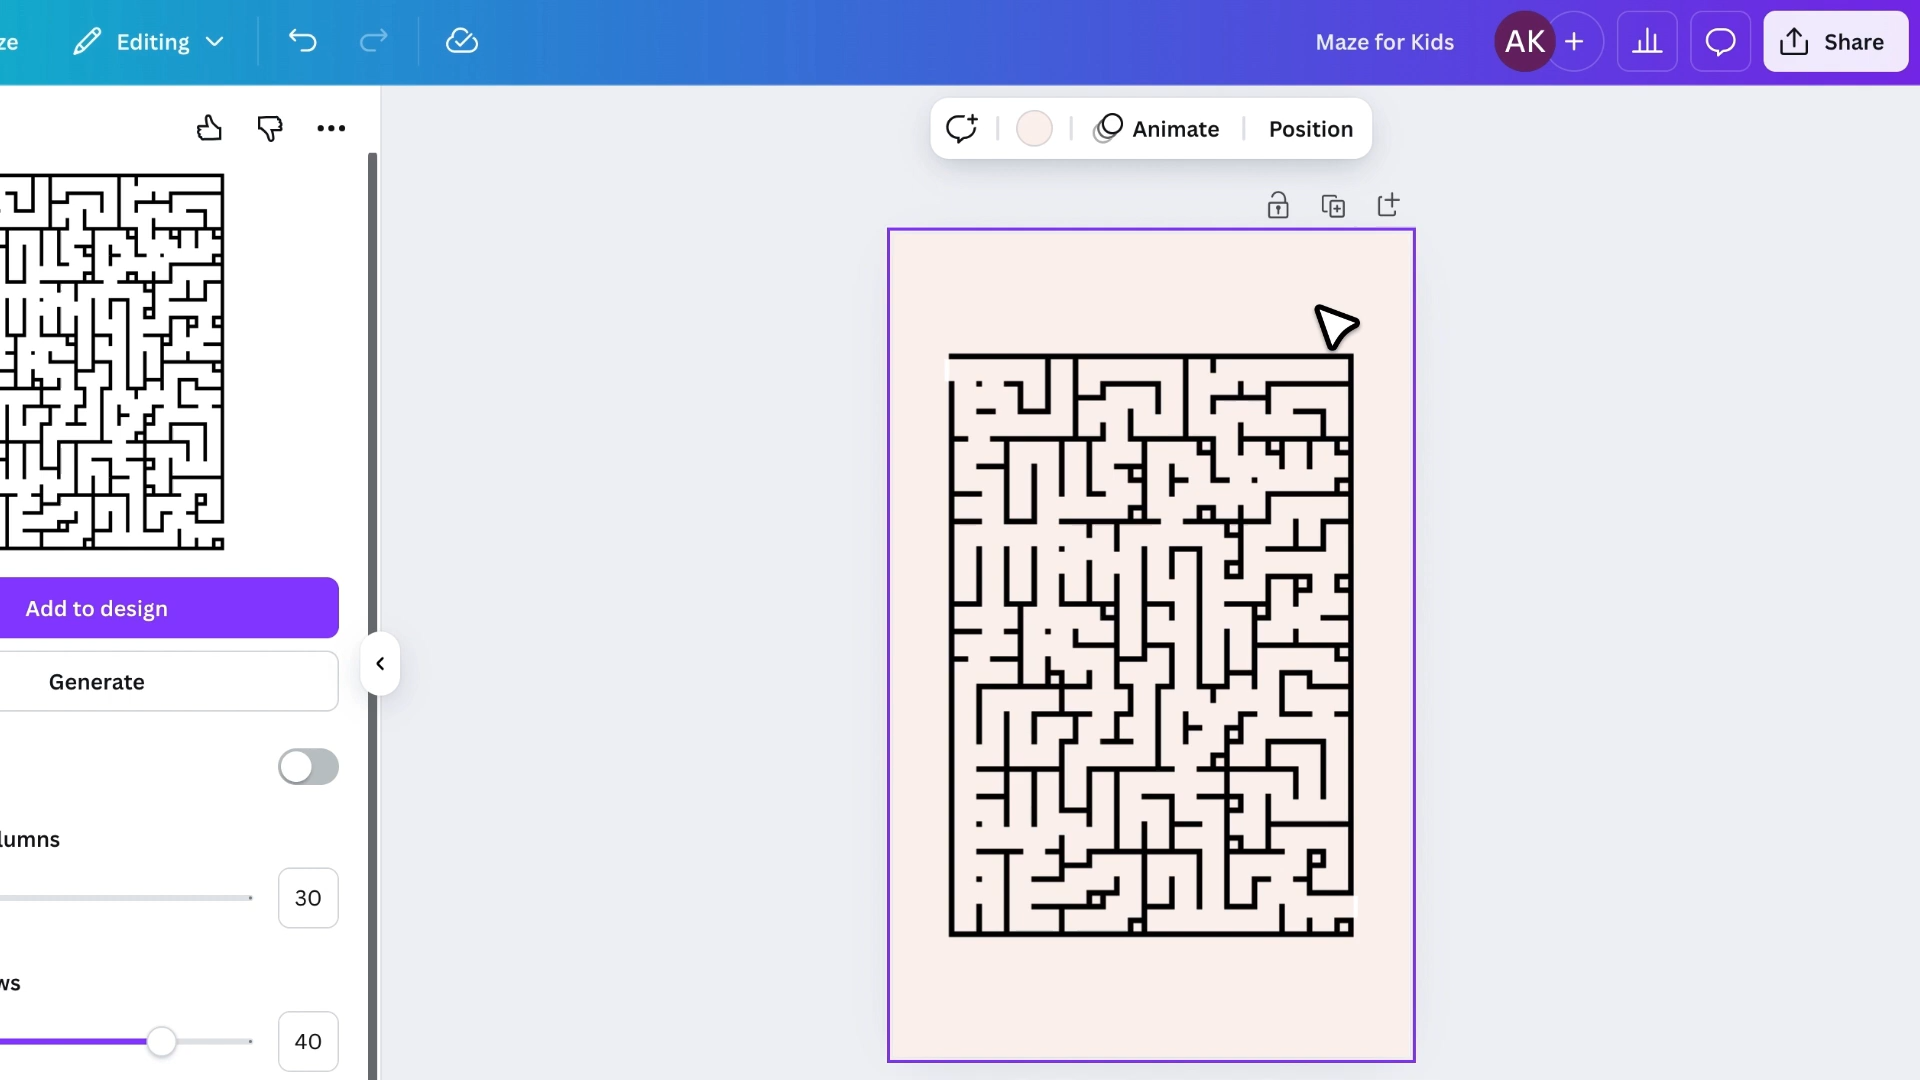 ze
Editing
Maze for Kids
AK
Share
Animate
Position
Add to design
Generate
lumns
30
ws
40